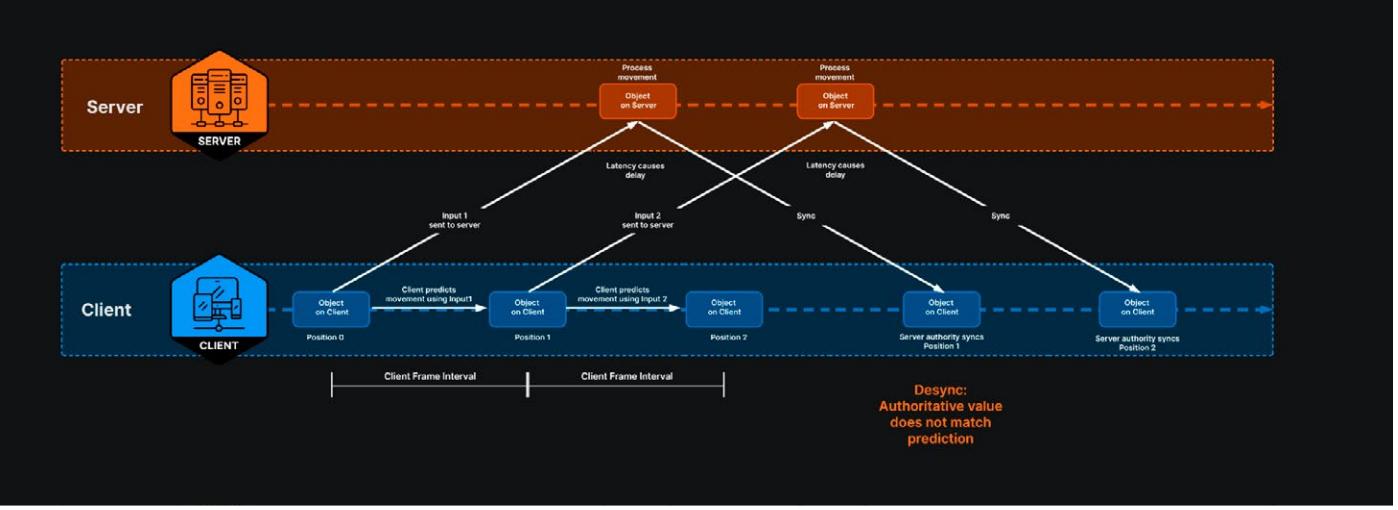 Process
movement
Process
movement
Server
Object
on Server
Object
on Server
SERVER
Latency causes
delay
Latency causes
delay
Input 1
sent to server
Input 2
sent to server
Sync
Sync
Client
Client predicts
movement using Input1
Client predicts
movement using Input 2
Object
on Client
Object
on Client
Object
on Client
Object
on Client
Object
on Client
CLIENT
Position 0
Position 1
Position 2
Server authority syncs
Position 1
Server authority syncs
Position 2
Client Frame Interval
Client Frame Interval
Desync:
Authoritative value
does not match
prediction